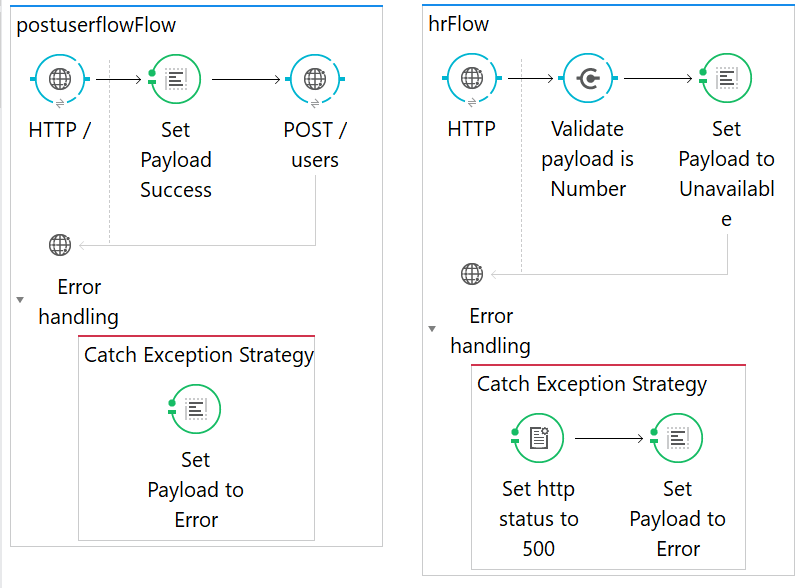 postuserflowFlow
HTTP /
Set
Payload
Success
POST /
users
Error
handling
Catch Exception Strategy
Set
Payload to
Error
hrFlow
HTTP
Validate
payload is
Number
Set
Payload to
Unavailabl
e
Error
handling
Catch Exception Strategy
Set http
status to
500
Set
Payload to
Error